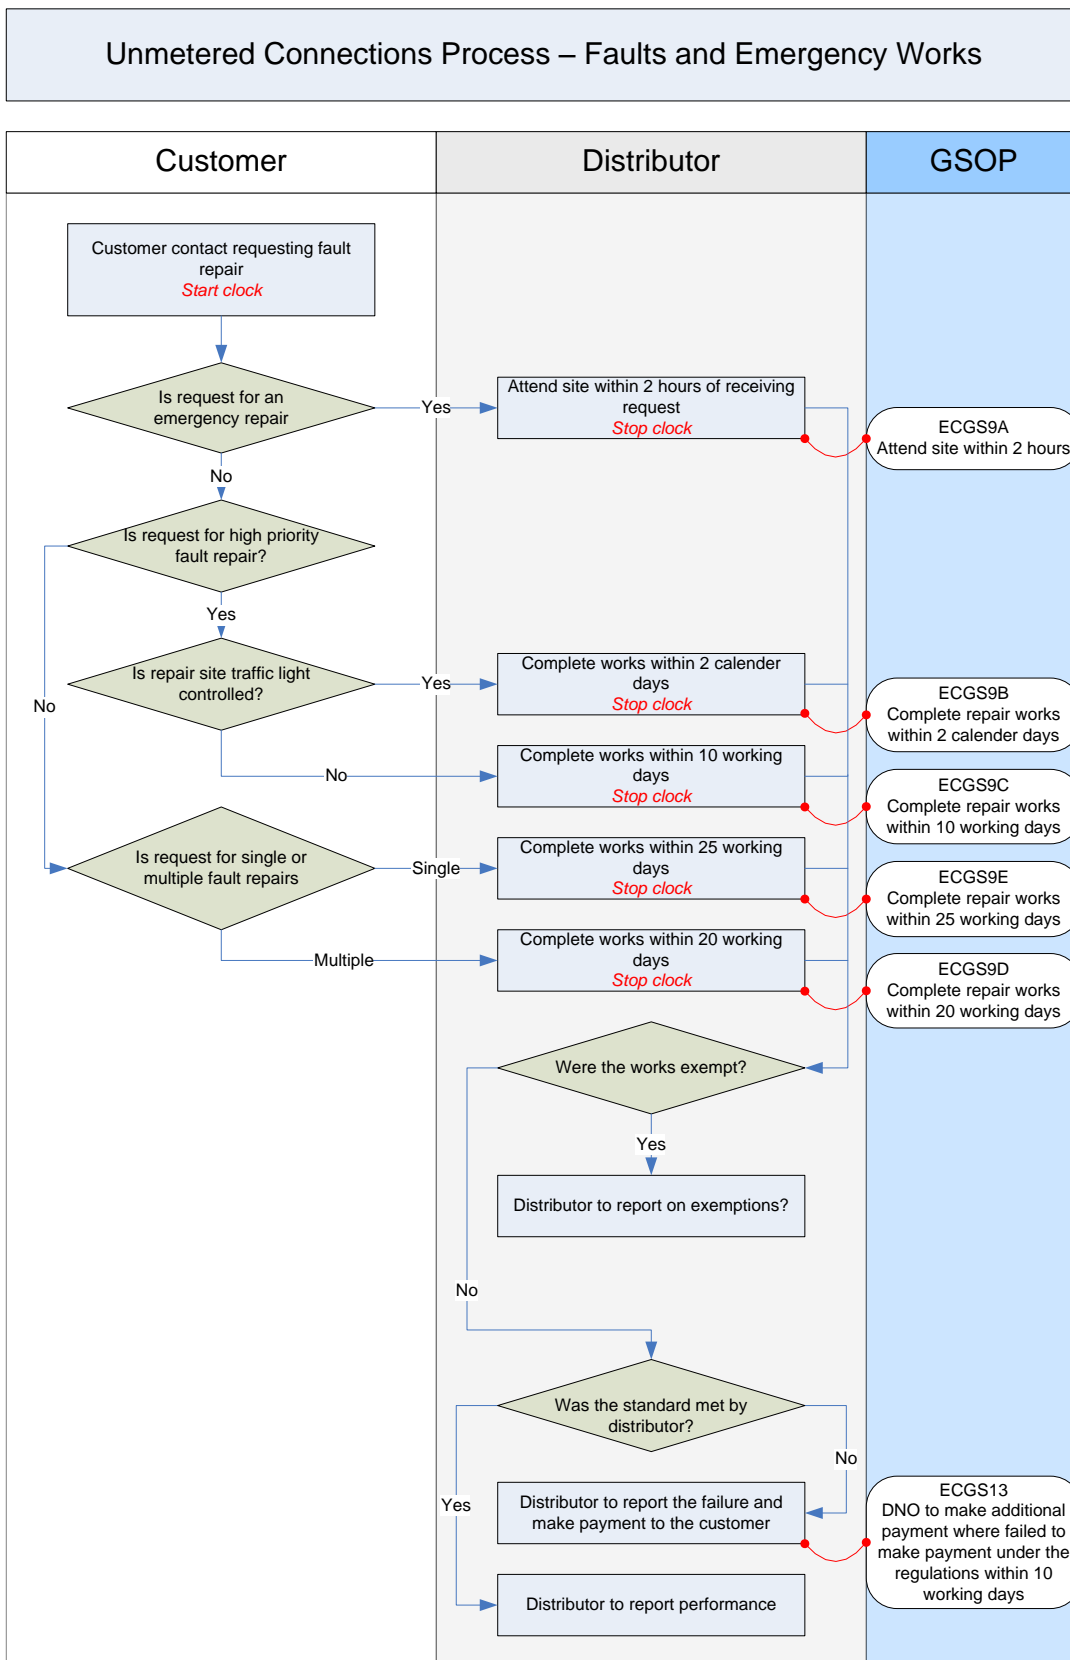 Unmetered Connections Process – Faults and Emergency Works
Customer
Distributor
GSOP
Customer contact requesting fault
repair
Start clock
Is request for an
emergency repair
Yes
Attend site within 2 hours of receiving
request
Stop clock
ECGS9A
Attend site within 2 hours
No
Is request for high priority
fault repair?
Yes
No
Is repair site traffic light
controlled?
Yes
Complete works within 2 calender
days
Stop clock
ECGS9B
Complete repair works
within 2 calender days
No
Complete works within 10 working
days
Stop clock
ECGS9C
Complete repair works
within 10 working days
Is request for single or
multiple fault repairs
Single
Complete works within 25 working
days
Stop clock
ECGS9E
Complete repair works
within 25 working days
Multiple
Complete works within 20 working
days
Stop clock
ECGS9D
Complete repair works
within 20 working days
Were the works exempt?
Yes
Distributor to report on exemptions?
No
Was the standard met by
distributor?
No
Yes
Distributor to report the failure and
make payment to the customer
ECGS13
DNO to make additional
payment where failed to
make payment under the
regulations within 10
working days
Distributor to report performance